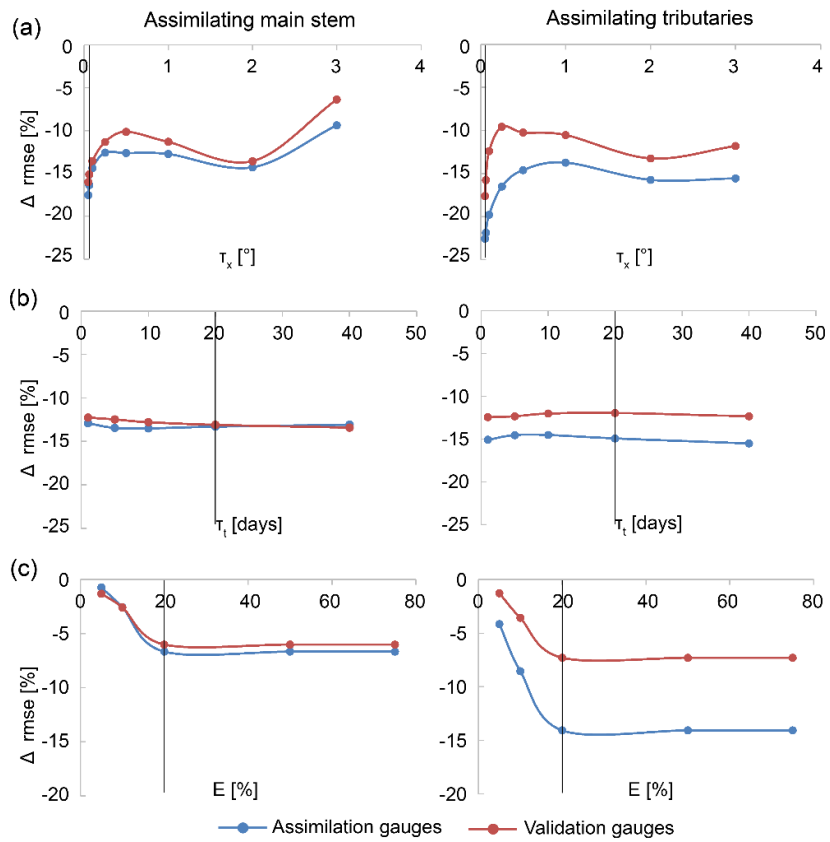 (a) Assimilating main stem Assimilating tributaries
0 0
0 1 2 3 4 0 1 2 3 4
-5 -5
-10 -10
-15 -15
-20 -20
-25 -25
Δ rmse [%]
τx [°] τx [°]
(b)
0 0
0 10 20 30 40 50 0 10 20 30 40 50
-5 -5
-10 -10
-15 -15
-20 -20
-25 -25
Δ rmse [%]
τt [days] τt [days]
(c)
0 0
0 20 40 60 80 0 20 40 60 80
-5 -5
-10 -10
-15 -15
-20 -20
Δ rmse [%]
E [%] E [%]
Assimilation gauges Validation gauges